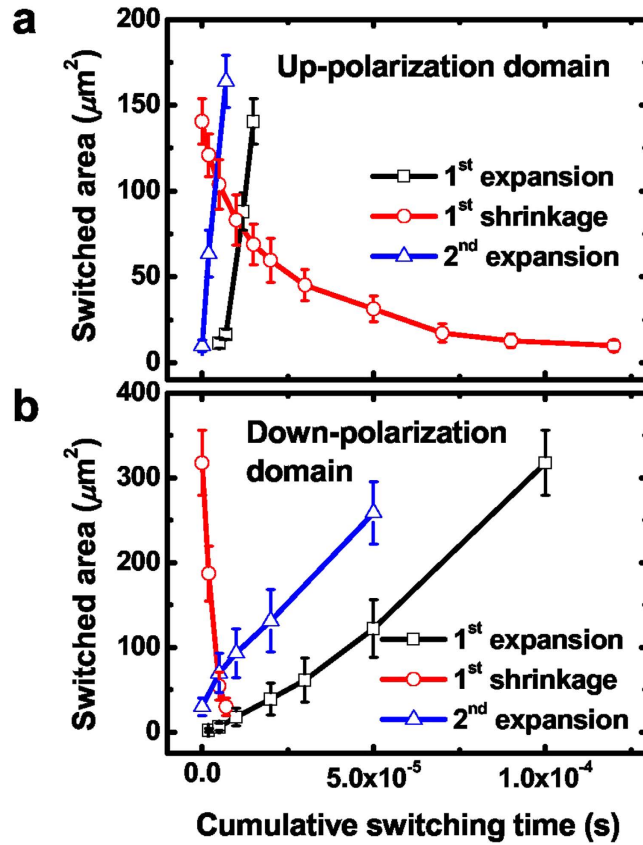 a
200
150
100
50
0
Switched area (μm²)
Up-polarization domain
1st expansion
1st shrinkage
2nd expansion
b
400
300
200
100
0
Switched area (μm²)
Down-polarization
domain
1st expansion
1st shrinkage
2nd expansion
0.0
5.0x10⁻⁵
1.0x10⁻⁴
Cumulative switching time (s)